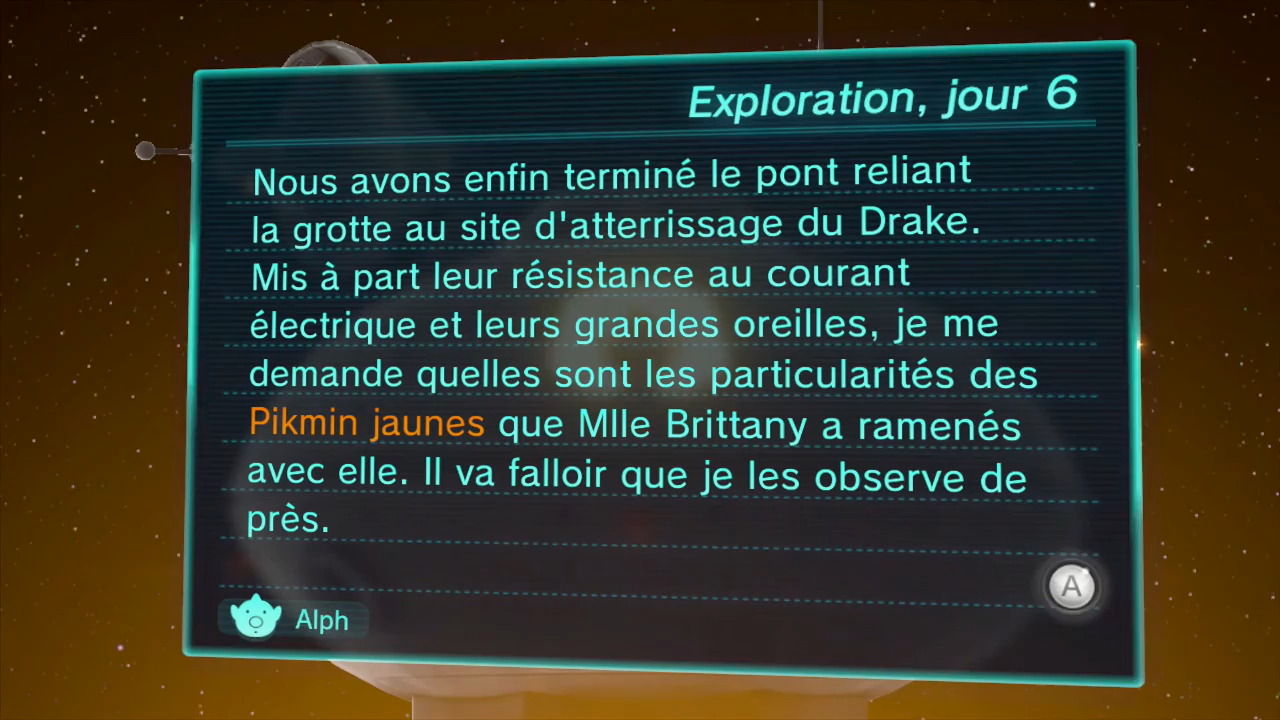 Exploration, jour 6
Nous avons enfin terminé le pont reliant
la grotte au site d'atterrissage du Drake.
Mis à part leur résistance au courant
électrique et leurs grandes oreilles, je me
demande quelles sont les particularités des
Pikmin jaunes que Mlle Brittany a ramenés
avec elle. Il va falloir que je les observe de
près.
A
Alph